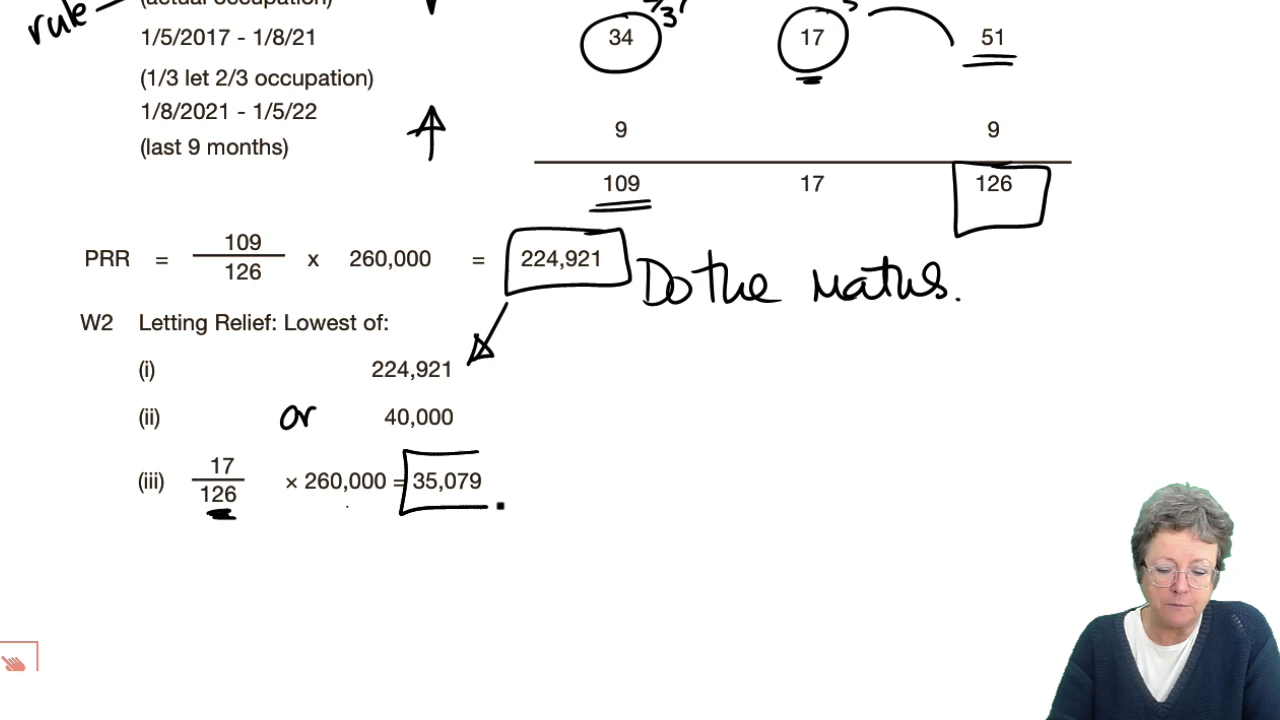 (actual occupation)
rule
1/5/2017 - 1/8/21 34 17 51
(1/3 let 2/3 occupation)
1/8/2021 - 1/5/22
9 9
(last 9 months)
109 17 126
PRR = 109/126 x 260,000 = 224,921 Do the maths.
W2 Letting Relief: Lowest of:
(i) 224,921
(ii) or 40,000
(iii) 17/126 × 260,000 = 35,079